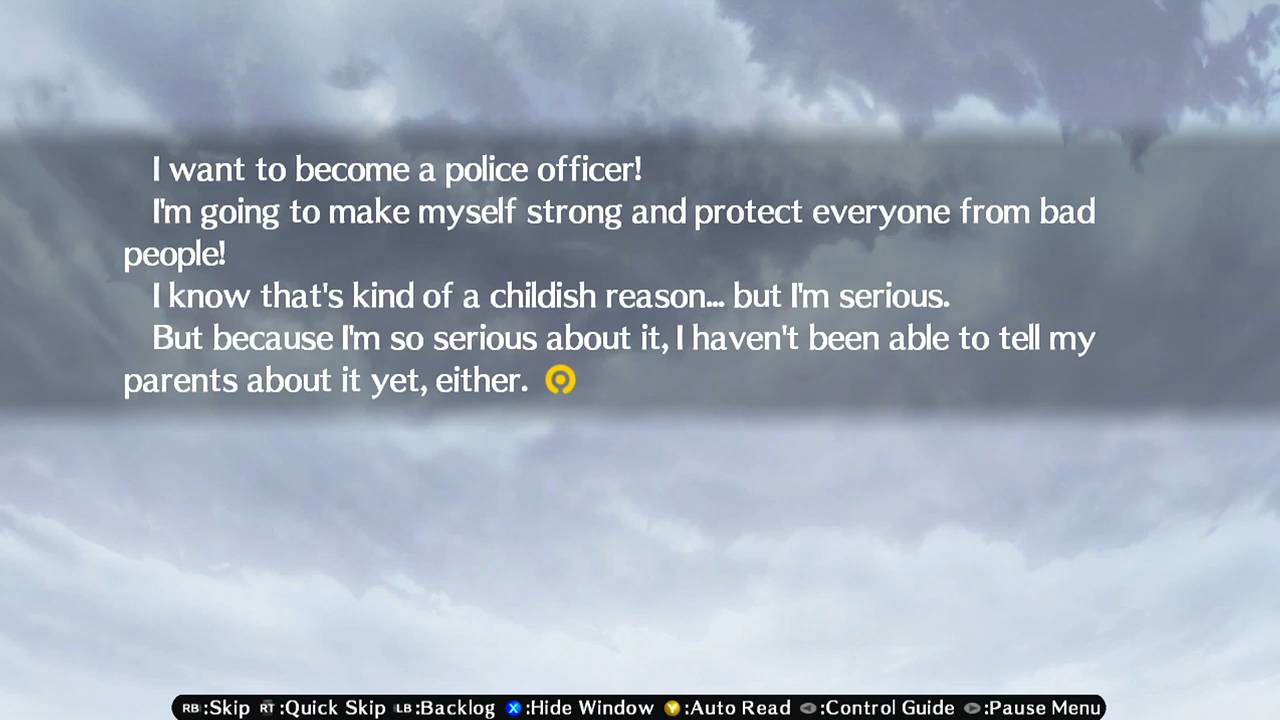 I want to become a police officer!
I'm going to make myself strong and protect everyone from bad
people!
I know that's kind of a childish reason... but I'm serious.
But because I'm so serious about it, I haven't been able to tell my
parents about it yet, either.
RB:Skip RT:Quick Skip LB:Backlog X:Hide Window Y:Auto Read :Control Guide :Pause Menu